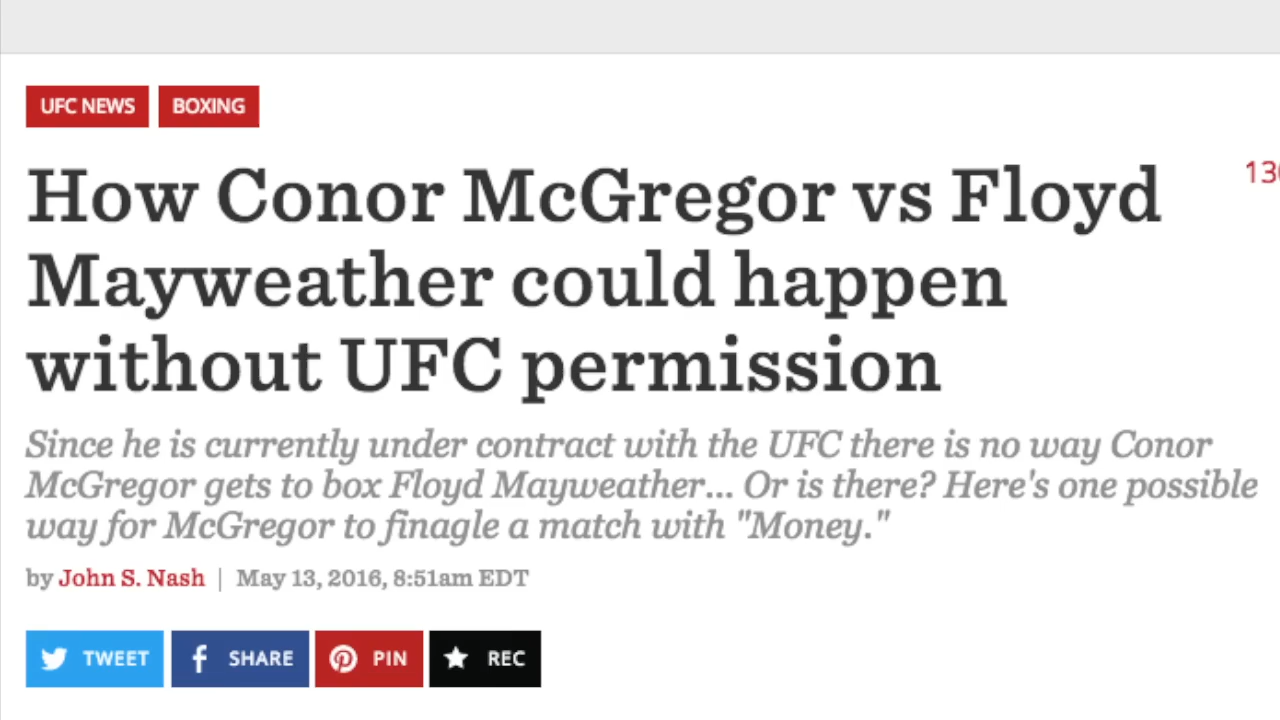 UFC NEWS BOXING
How Conor McGregor vs Floyd
Mayweather could happen
without UFC permission
Since he is currently under contract with the UFC there is no way Conor
McGregor gets to box Floyd Mayweather... Or is there? Here's one possible
way for McGregor to finagle a match with "Money."
by John S. Nash | May 13, 2016, 8:51am EDT
TWEET SHARE PIN REC